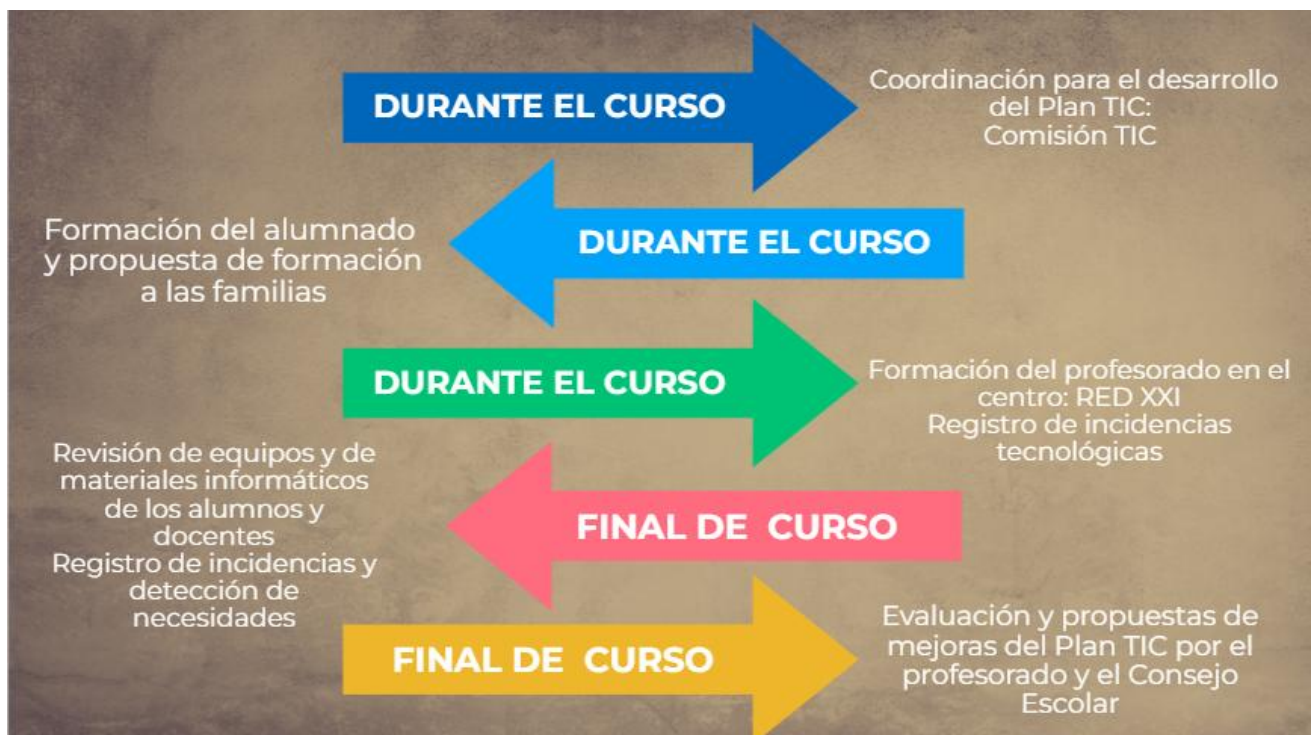 DURANTE EL CURSO
Coordinación para el desarrollo
del Plan TIC:
Comisión TIC
DURANTE EL CURSO
Formación del alumnado
y propuesta de formación
a las familias
DURANTE EL CURSO
Formación del profesorado en el
centro: RED XXI
Registro de incidencias
tecnológicas
FINAL DE CURSO
Revisión de equipos y de
materiales informáticos
de los alumnos y
docentes
Registro de incidencias y
detección de
necesidades
FINAL DE CURSO
Evaluación y propuestas de
mejoras del Plan TIC por el
profesorado y el Consejo
Escolar